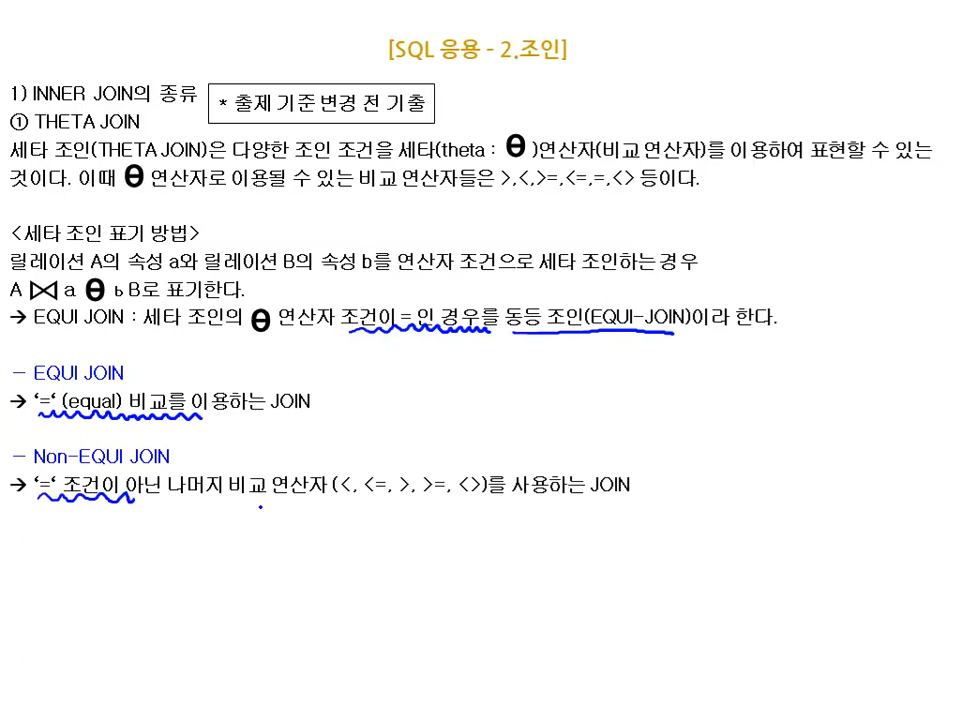 [SQL 응용 - 2.조인]
1) INNER JOIN의 종류
* 출제 기준 변경 전 기출
① THETA JOIN
세타 조인(THETA JOIN)은 다양한 조인 조건을 세타(theta : Ɵ )연산자(비교 연산자)를 이용하여 표현할 수 있는
것이다. 이때 Ɵ 연산자로 이용될 수 있는 비교 연산자들은 >,<,>=,<=,=,<> 등이다.
<세타 조인 표기 방법>
릴레이션 A의 속성 a와 릴레이션 B의 속성 b를 연산자 조건으로 세타 조인하는 경우
A ⋈ a Ɵ b B로 표기한다.
→ EQUI JOIN : 세타 조인의 Ɵ 연산자 조건이 = 인 경우를 동등 조인(EQUI-JOIN)이라 한다.
- EQUI JOIN
→ ‘=‘ (equal) 비교를 이용하는 JOIN
- Non-EQUI JOIN
→ ‘=‘ 조건이 아닌 나머지 비교 연산자 (<, <=, >, >=, <>)를 사용하는 JOIN